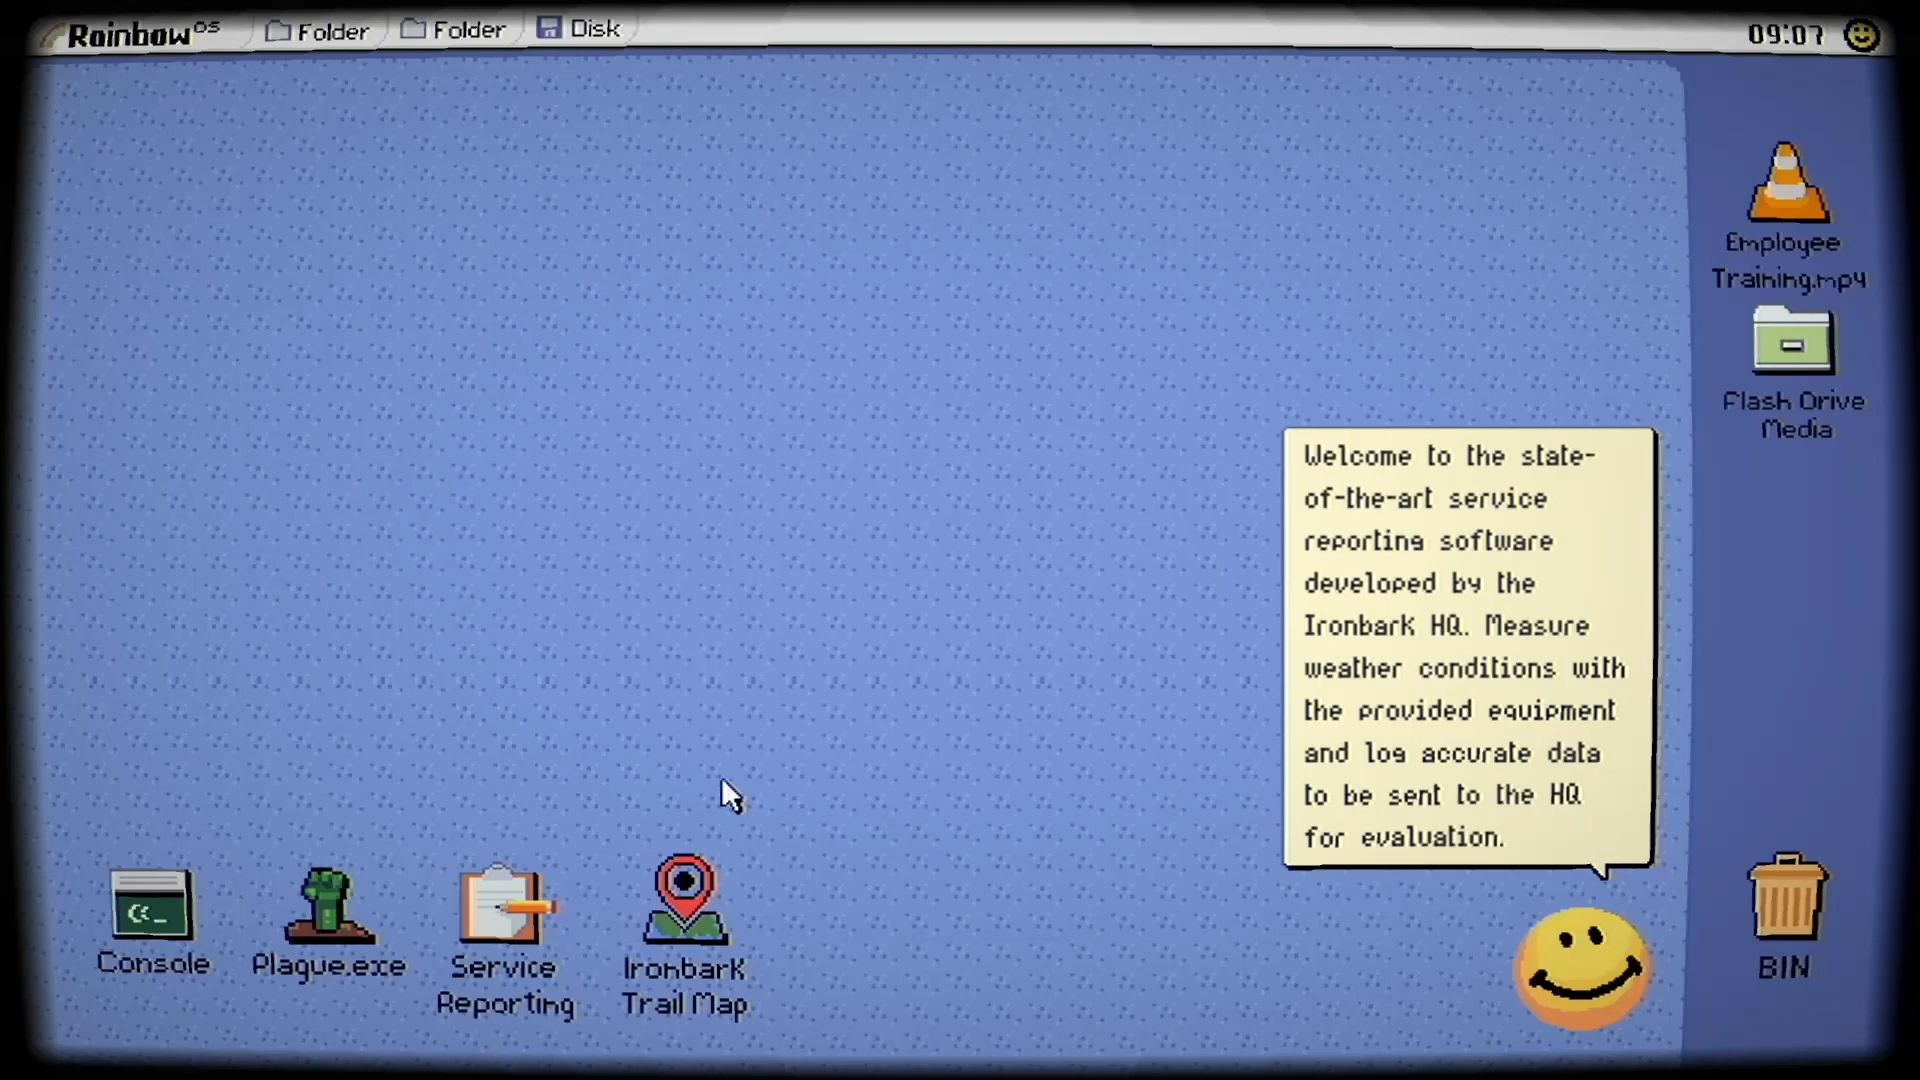 RainbowOS
Folder
Folder
Disk
09:07
Employee
Training.mp4
Flash Drive
Media
Welcome to the state-
of-the-art service
reporting software
developed by the
Ironbark HQ. Measure
weather conditions with
the provided equipment
and log accurate data
to be sent to the HQ
for evaluation.
Console
Plague.exe
Service
Reporting
Ironbark
Trail Map
BIN